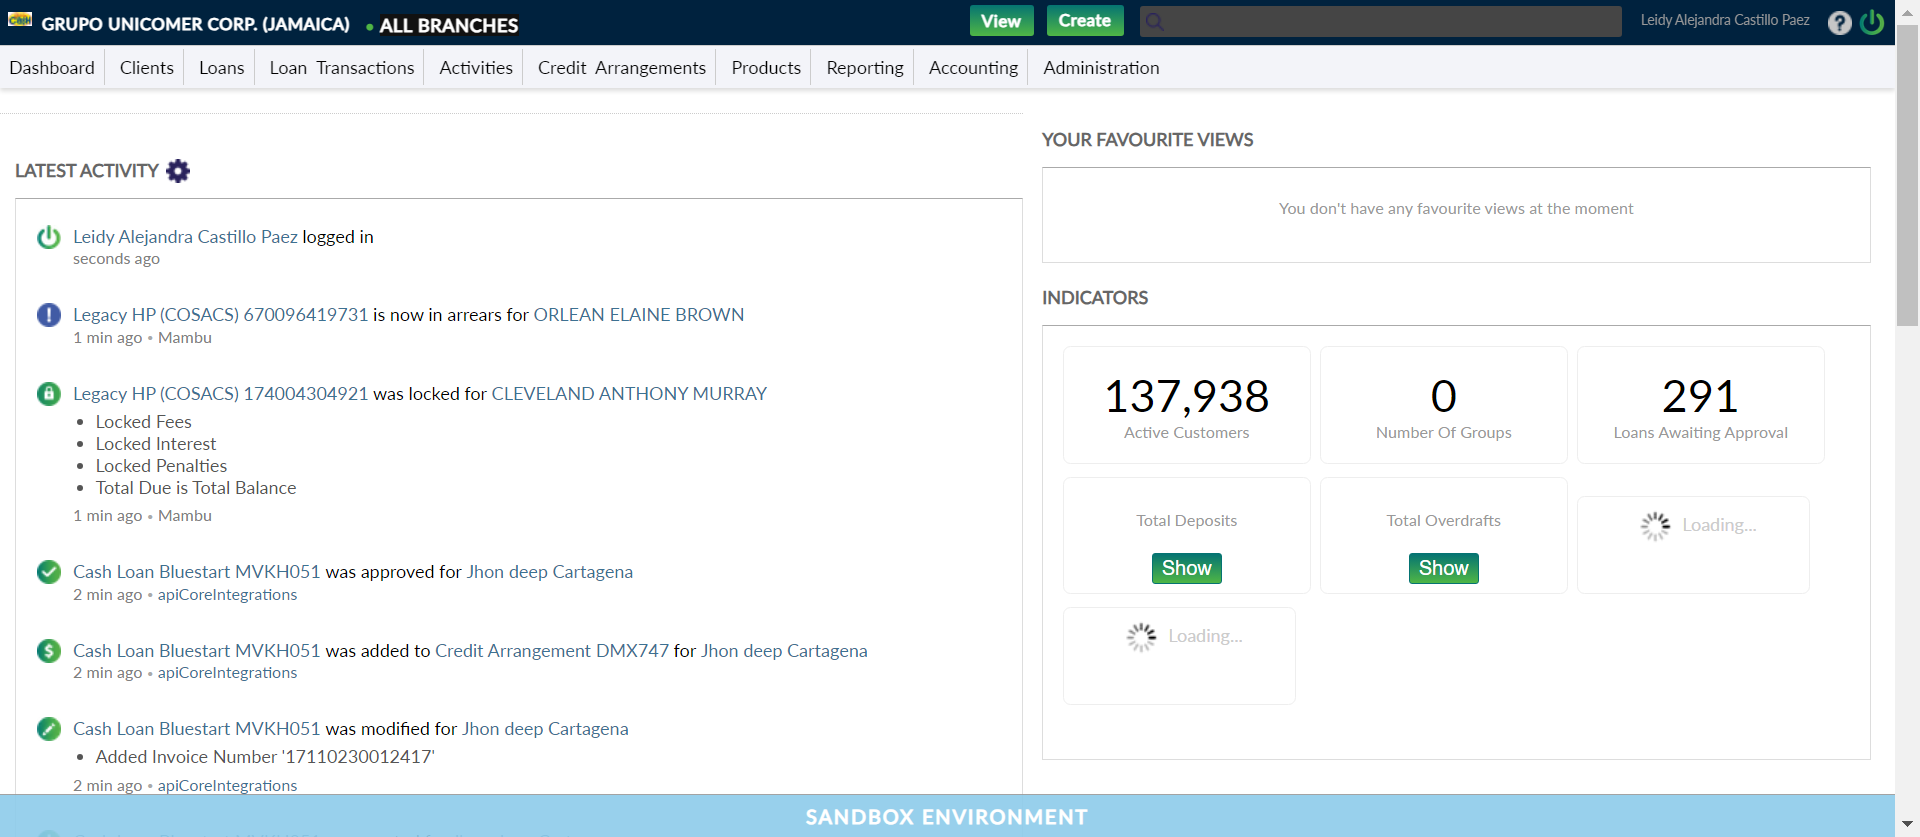 GRUPO UNICOMER CORP. (JAMAICA) • ALL BRANCHES View Create Leidy Alejandra Castillo Paez ?
Dashboard Clients Loans Loan Transactions Activities Credit Arrangements Products Reporting Accounting Administration
LATEST ACTIVITY
Leidy Alejandra Castillo Paez logged in
seconds ago
Legacy HP (COSACS) 670096419731 is now in arrears for ORLEAN ELAINE BROWN
1 min ago • Mambu
Legacy HP (COSACS) 174004304921 was locked for CLEVELAND ANTHONY MURRAY
• Locked Fees
• Locked Interest
• Locked Penalties
• Total Due is Total Balance
1 min ago • Mambu
Cash Loan Bluestart MVKH051 was approved for Jhon deep Cartagena
2 min ago • apiCoreIntegrations
Cash Loan Bluestart MVKH051 was added to Credit Arrangement DMX747 for Jhon deep Cartagena
2 min ago • apiCoreIntegrations
Cash Loan Bluestart MVKH051 was modified for Jhon deep Cartagena
• Added Invoice Number '17110230012417'
2 min ago • apiCoreIntegrations
YOUR FAVOURITE VIEWS
You don't have any favourite views at the moment
INDICATORS
137,938
Active Customers
0
Number Of Groups
291
Loans Awaiting Approval
Total Deposits
Show
Total Overdrafts
Show
Loading...
Loading...
SANDBOX ENVIRONMENT